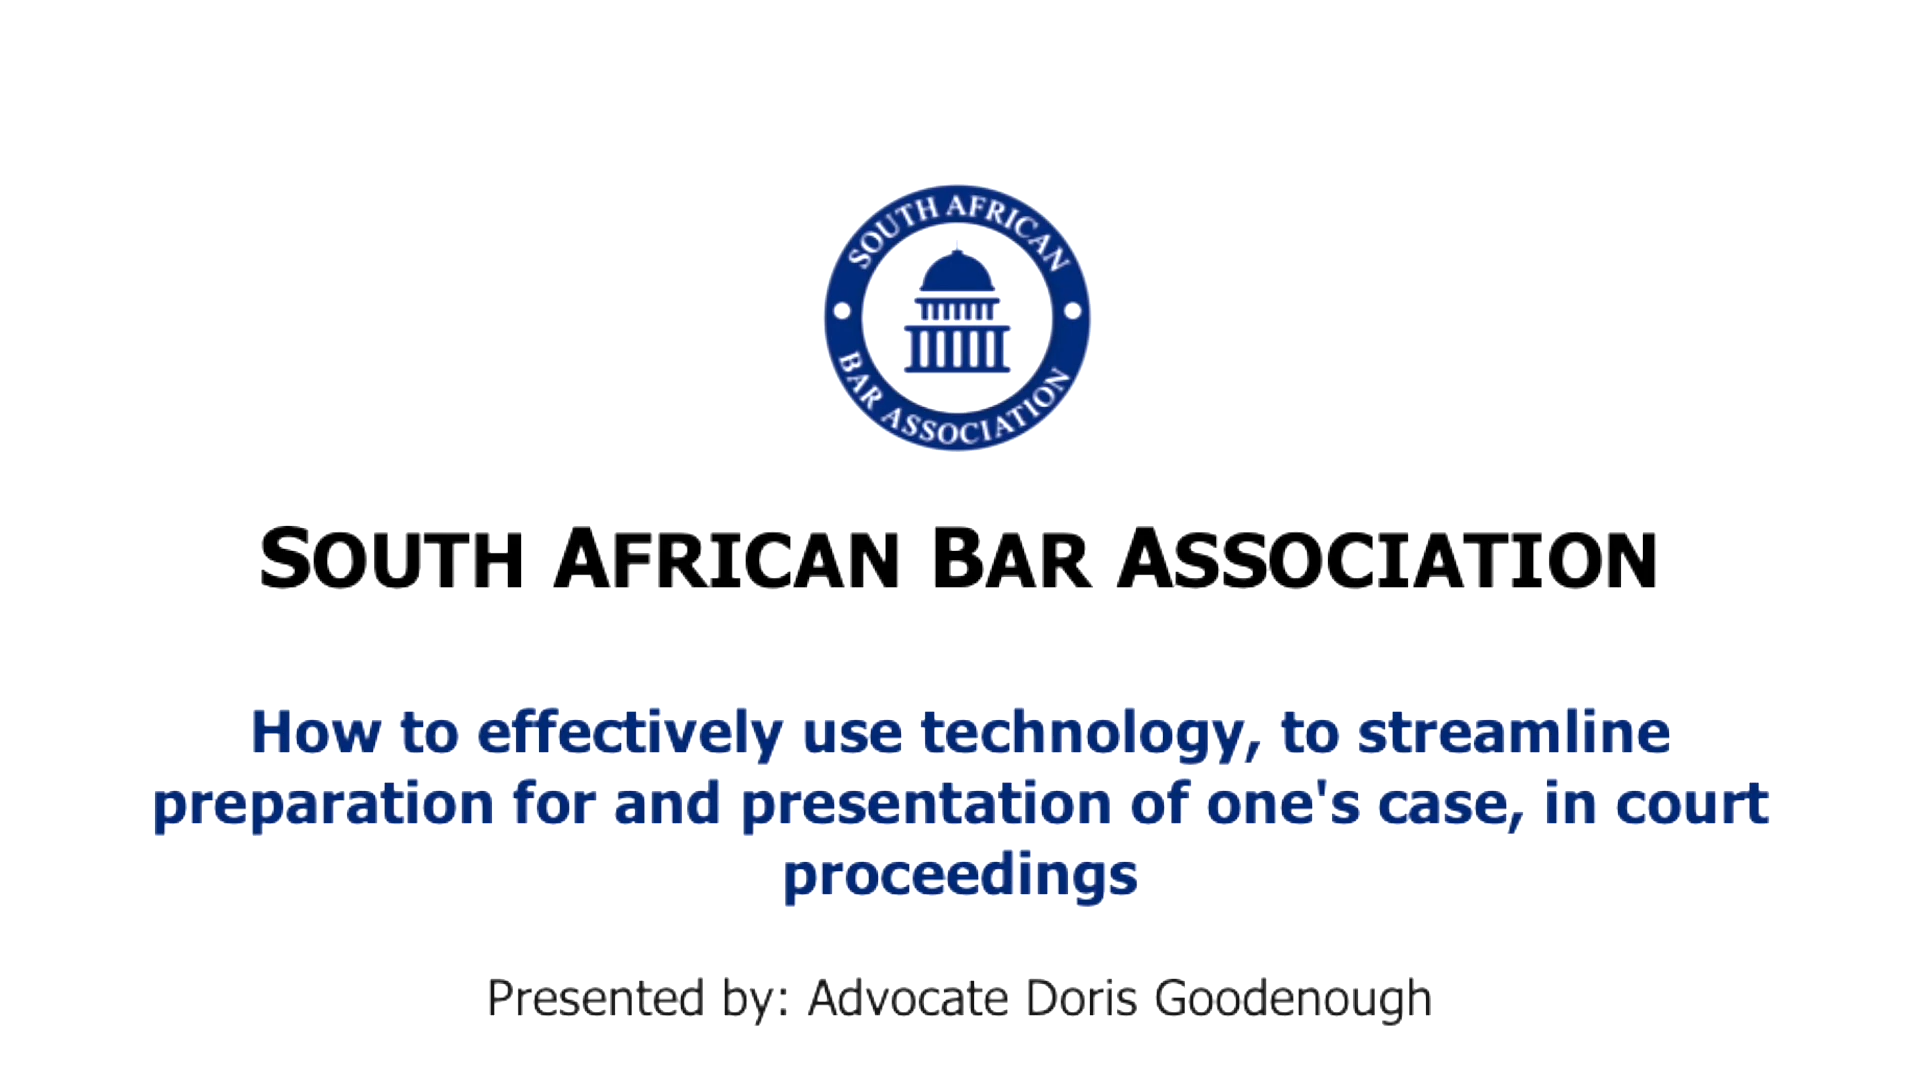 SOUTH AFRICAN
BAR ASSOCIATION
SOUTH AFRICAN BAR ASSOCIATION
How to effectively use technology, to streamline
preparation for and presentation of one's case, in court
proceedings
Presented by: Advocate Doris Goodenough